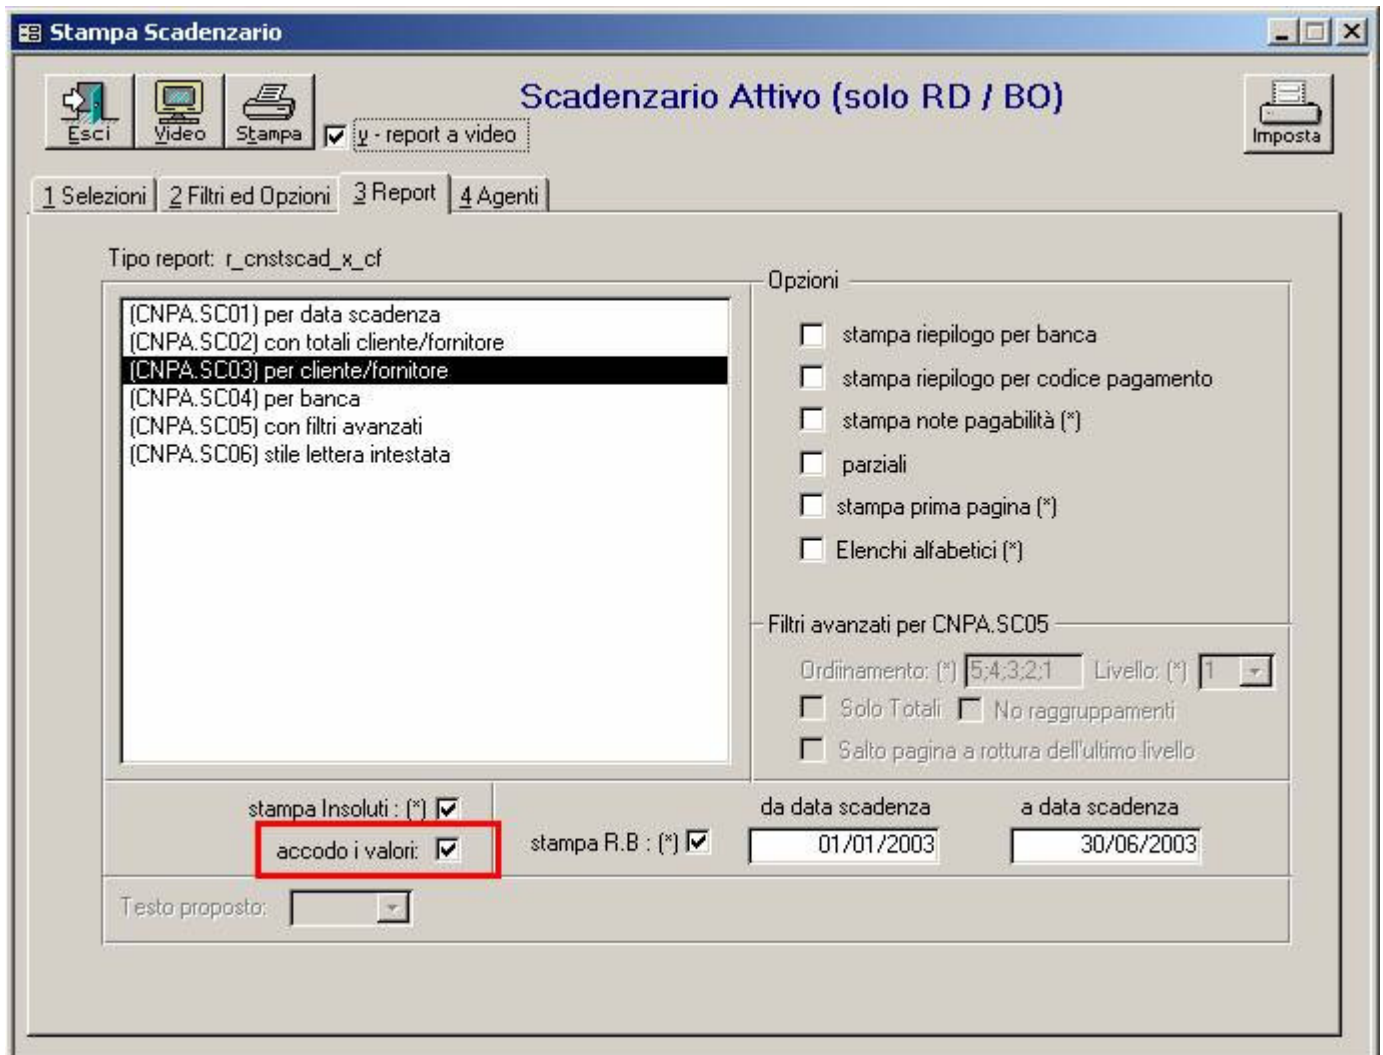 Stampa Scadenzario
Esci
Video
Stampa
y - report a video
Scadenzario Attivo (solo RD / BO)
Imposta
1 Selezioni
2 Filtri ed Opzioni
3 Report
4 Agenti
Tipo report: r_cnstscad_x_cf
(CNPA.SC01) per data scadenza
(CNPA.SC02) con totali cliente/fornitore
(CNPA.SC03) per cliente/fornitore
(CNPA.SC04) per banca
(CNPA.SC05) con filtri avanzati
(CNPA.SC06) stile lettera intestata
Opzioni
stampa riepilogo per banca
stampa riepilogo per codice pagamento
stampa note pagabilità (*)
parziali
stampa prima pagina (*)
Elenchi alfabetici (*)
Filtri avanzati per CNPA.SC05
Ordiinamento: (*) 5;4;3;2;1 Livello: (*) 1
Solo Totali No raggruppamenti
Salto pagina a rottura dell'ultimo livello
stampa Insoluti : (*)
accodo i valori:
stampa R.B : (*)
da data scadenza
01/01/2003
a data scadenza
30/06/2003
Testo proposto: